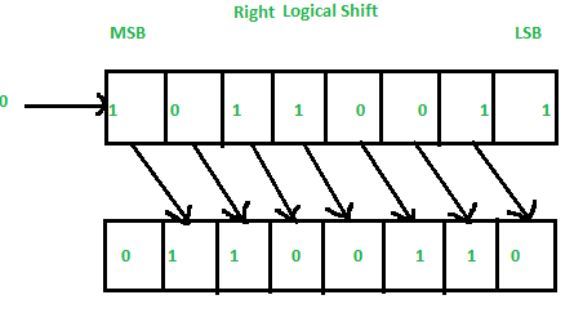 Right Logical Shift
MSB LSB
0 1 0 1 1 0 0 1 1
0 1 1 0 0 1 1 0